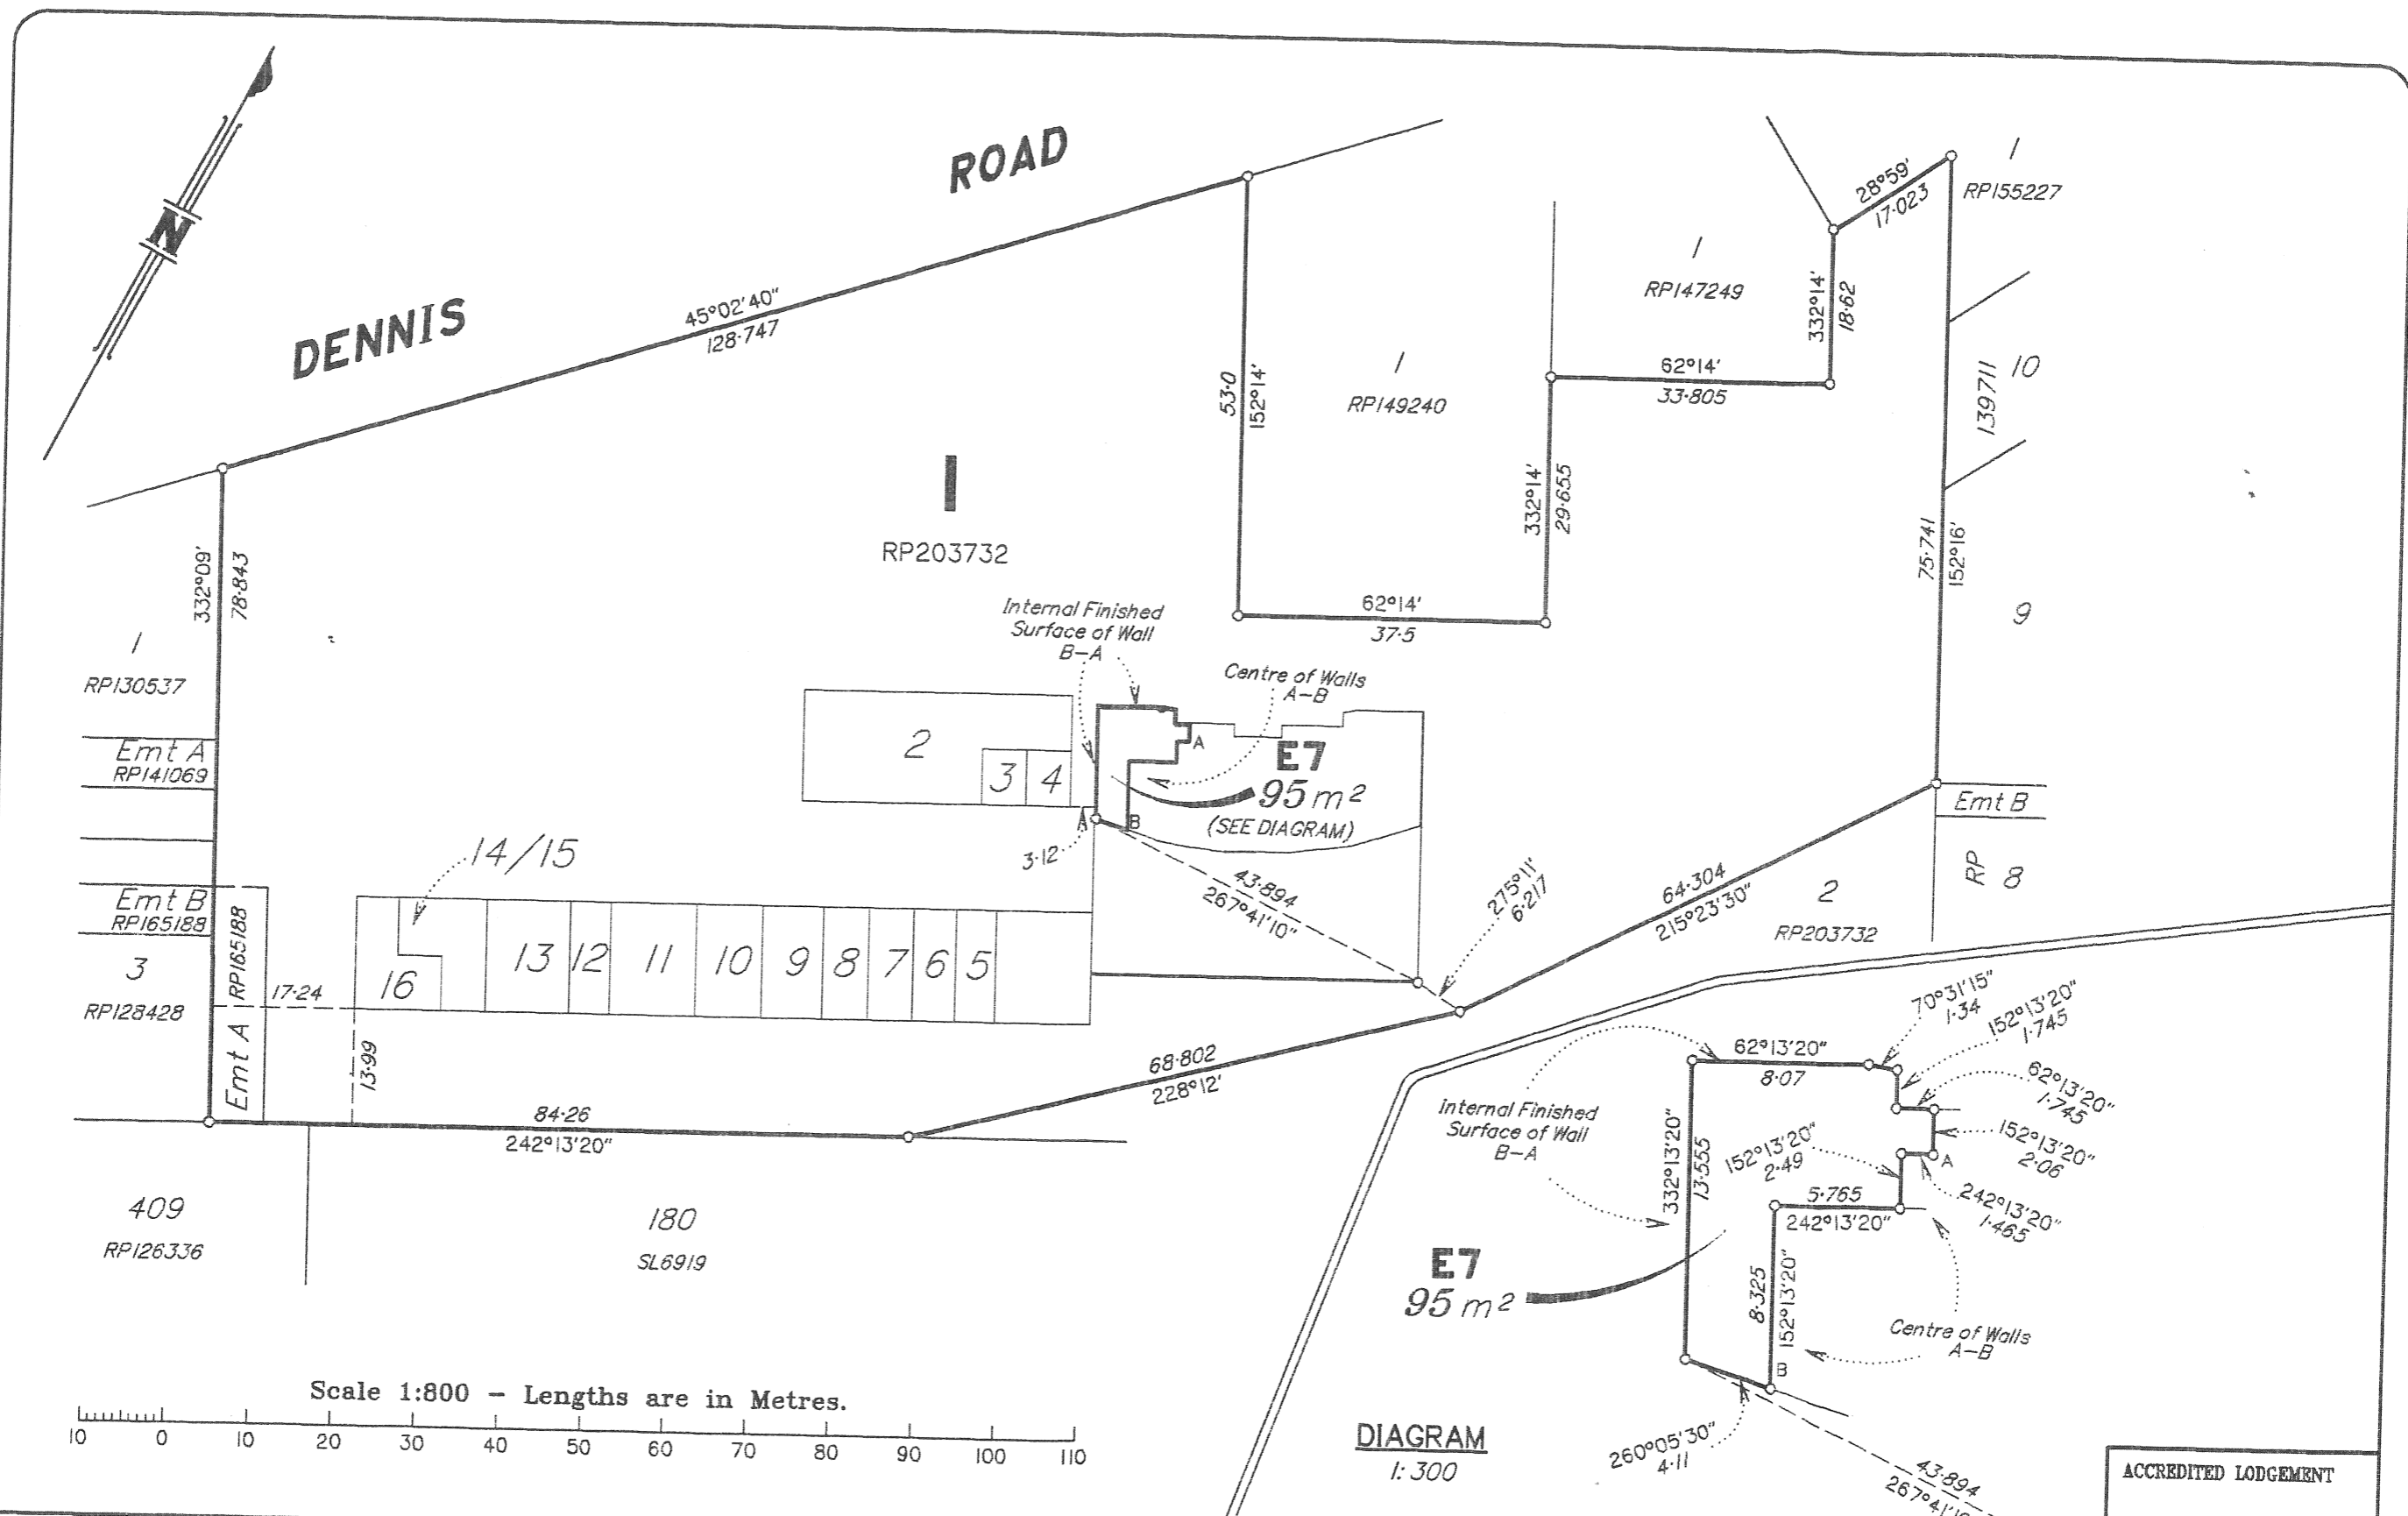 N
DENNIS ROAD
45°02'40"
128·747
28°59'
17·023
1
RP155227
1
RP147249
332°14'
18·62
139711
10
62°14'
33·805
1
RP149240
53·0
152°14'
332°14'
29·655
1
RP203732
332°09'
78·843
75·741
152°16'
9
62°14'
37·5
Internal Finished
Surface of Wall
B-A
Centre of Walls
A-B
1
RP130537
Emt A
RP141069
2
3
4
A
E7
95 m²
(SEE DIAGRAM)
A
B
3·12
Emt B
RP
8
14/15
43·894
267°41'10"
275°11'
6·217
64·304
215°23'30"
2
RP203732
Emt B
RP165188
3
RP128428
Emt A
RP165188
17·24
13·99
16
13
12
11
10
9
8
7
6
5
68·802
228°12'
84·26
242°13'20"
409
RP126336
180
SL6919
70°31'15"
1·34
152°13'20"
1·745
62°13'20"
8·07
62°13'20"
1·745
Internal Finished
Surface of Wall
B-A
332°13'20"
13·555
152°13'20"
2·49
152°13'20"
2·06
A
5·765
242°13'20"
242°13'20"
1·465
E7
95 m²
8·325
152°13'20"
Centre of Walls
A-B
B
260°05'30"
4·11
43·894
267°41'1
Scale 1:800 - Lengths are in Metres.
10 0 10 20 30 40 50 60 70 80 90 100 110
DIAGRAM
1:300
ACCREDITED LODGEMENT